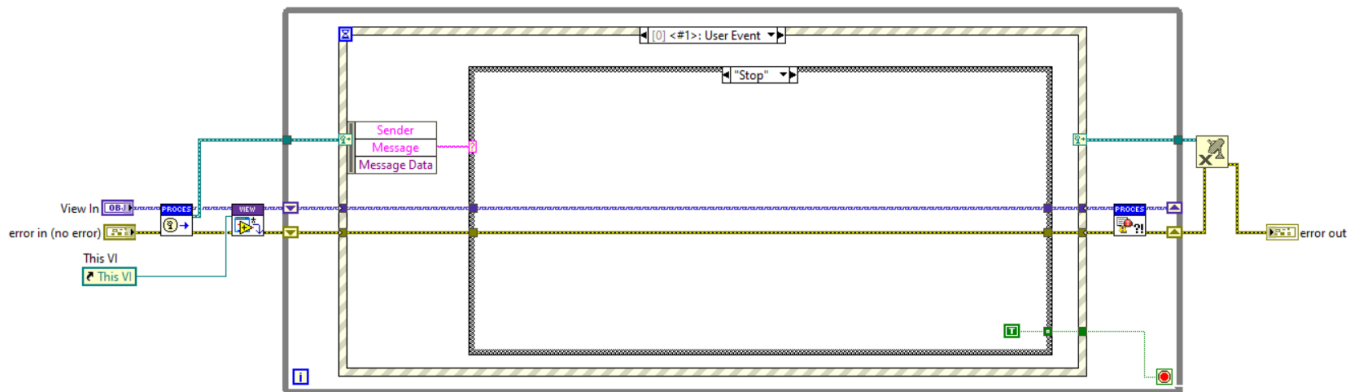 [0] <#1>: User Event
"Stop"
Sender
Message
Message Data
View In
OBJ
PROCES
VIEW
PROCES
?!
error in (no error)
error out
This VI
This VI
T
i